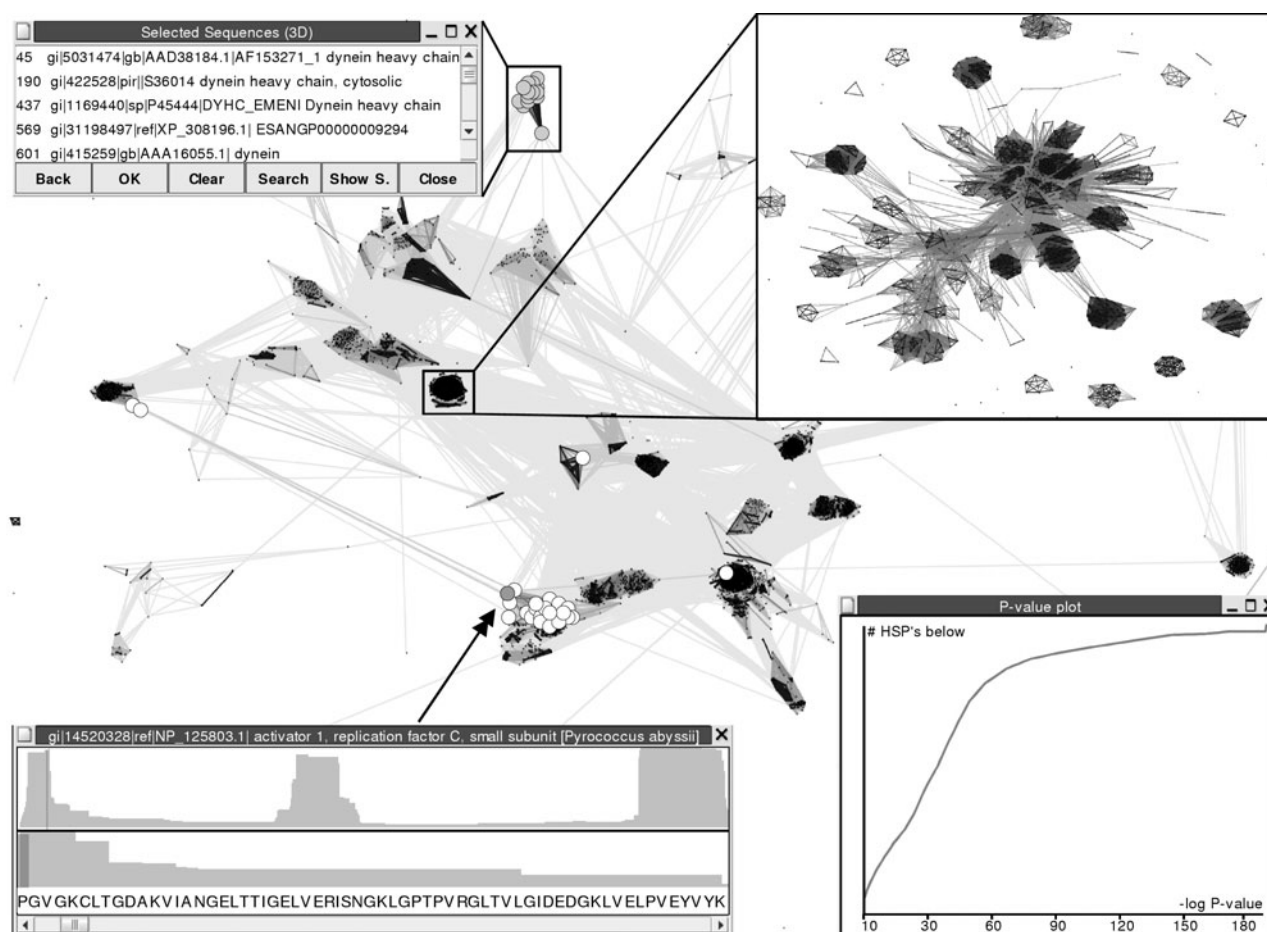 Selected Sequences (3D)
45 gi|5031474|gb|AAD38184.1|AF153271_1 dynein heavy chain
190 gi|422528|pir||S36014 dynein heavy chain, cytosolic
437 gi|1169440|sp|P45444|DYHC_EMENI Dynein heavy chain
569 gi|31198497|ref|XP_308196.1| ESANGP00000009294
601 gi|415259|gb|AAA16055.1| dynein
Back OK Clear Search Show S. Close
P-value plot
# HSP's below
-log P-value
10 30 60 90 120 150 180
gi|14520328|ref|NP_125803.1| activator 1, replication factor C, small subunit [Pyrococcus abyssii]
PGVGKCLTGDAKVIANGELTTIGELVERISNGKLGPTPVRGLTVLGIDEDGKLVELPVEYVYK